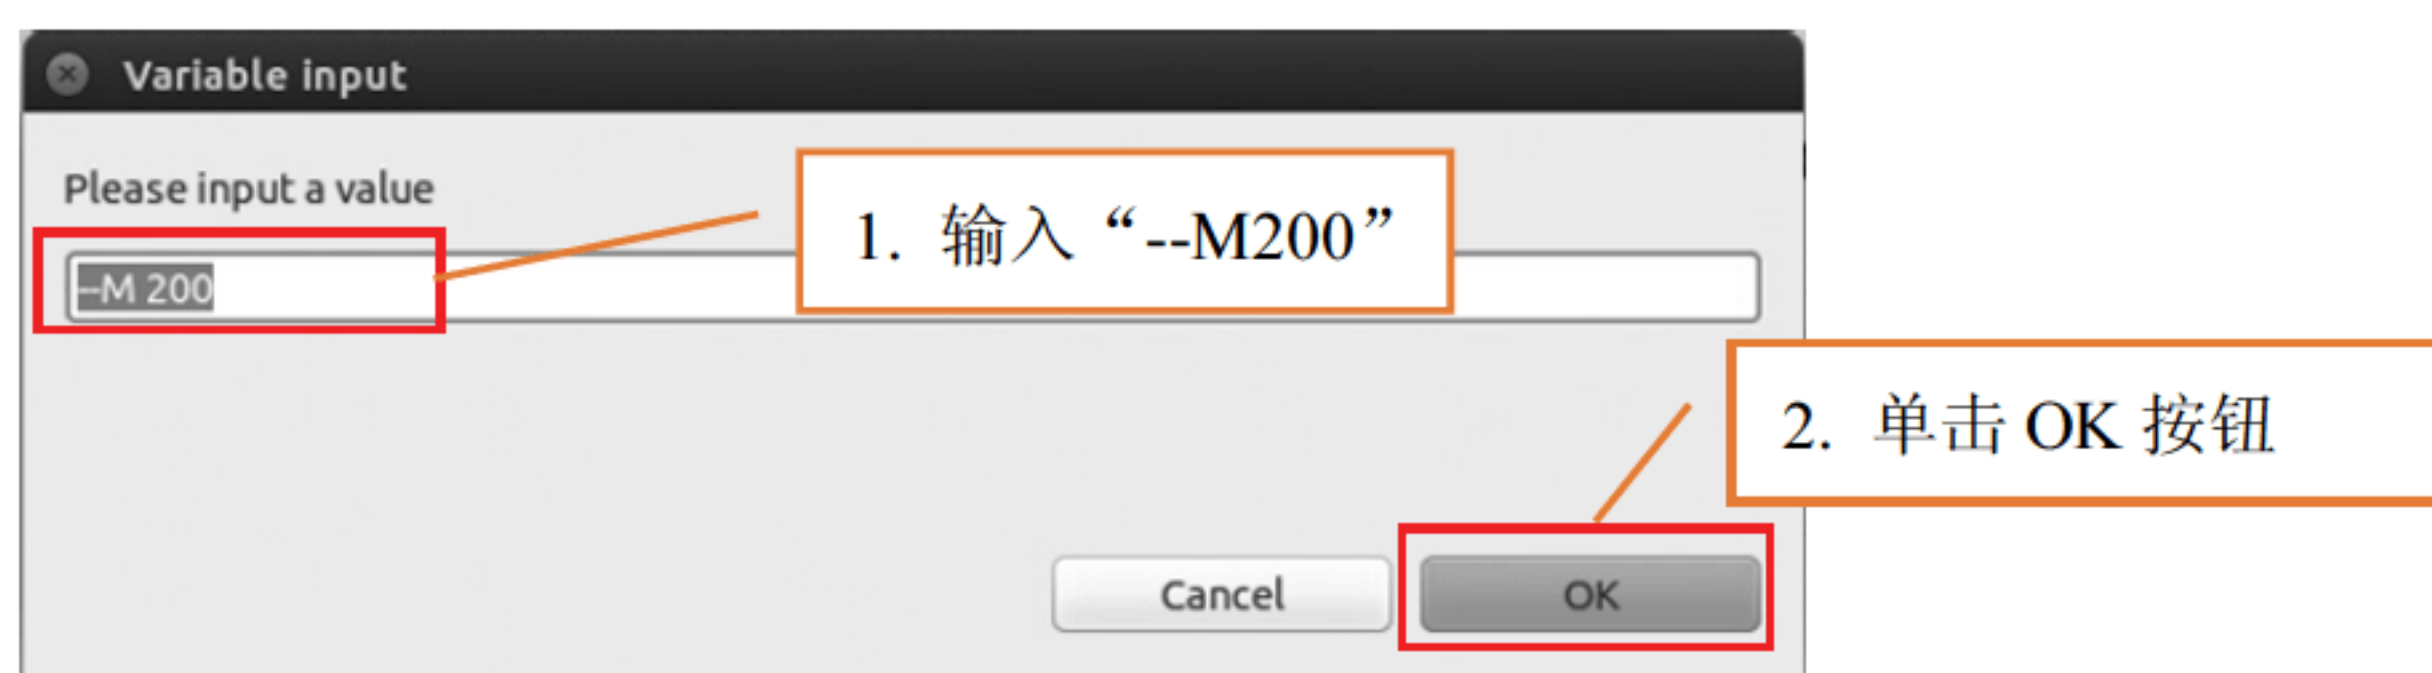 Variable input
Please input a value
1. 输入“--M200”
--M 200
2. 单击 OK 按钮
Cancel
OK